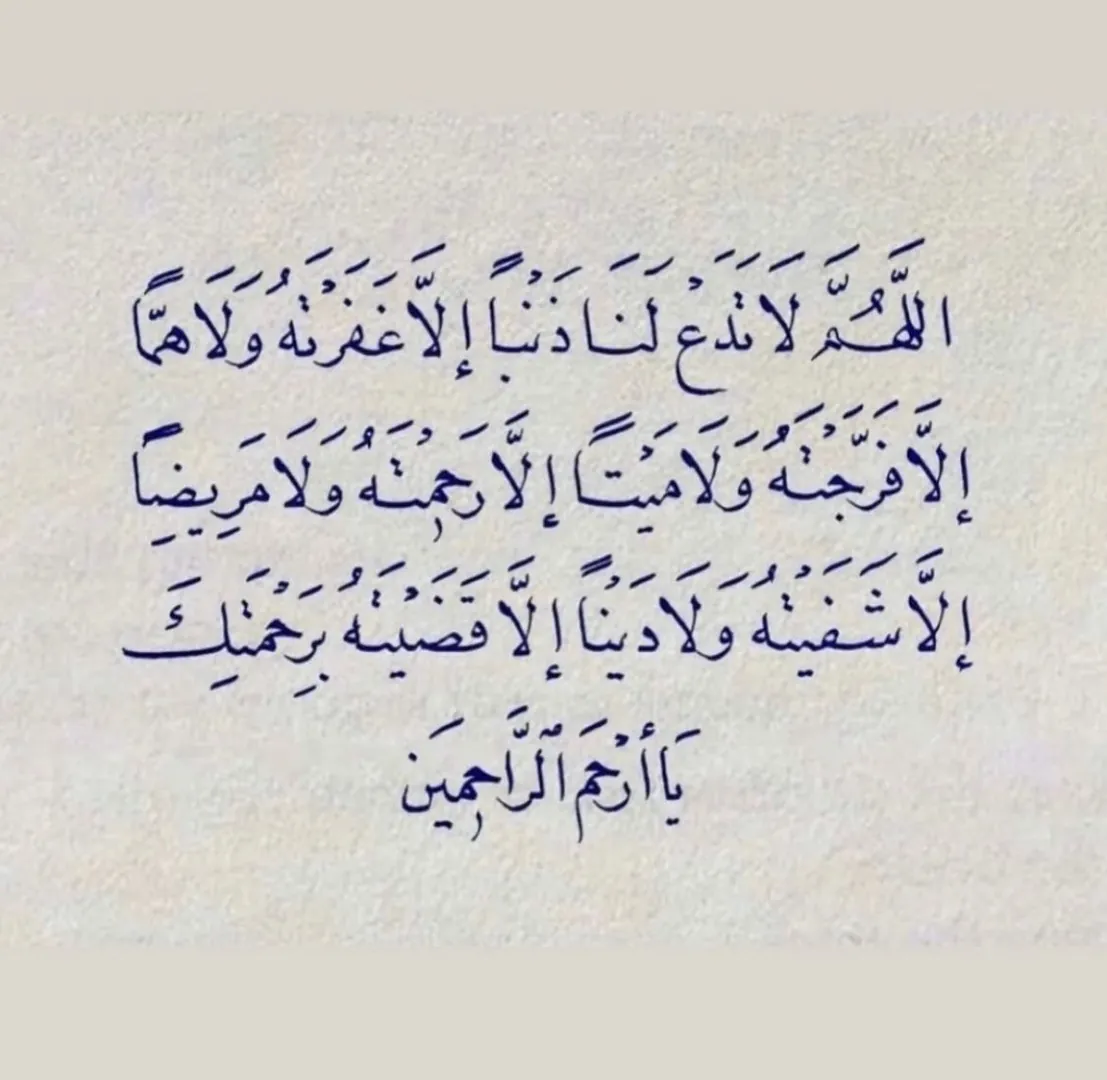 اللَّهُمَّ لَا تَدَعْ لَنَا ذَنْبًا إِلَّا غَفَرْتَهُ وَلَا هَمًّا
إِلَّا فَرَّجْتَهُ وَلَا مَيْتًا إِلَّا رَحِمْتَهُ وَلَا مَرِيضًا
إِلَّا شَفَيْتَهُ وَلَا دَيْنًا إِلَّا قَضَيْتَهُ بِرَحْمَتِكَ
يَا أَرْحَمَ الرَّاحِمِين